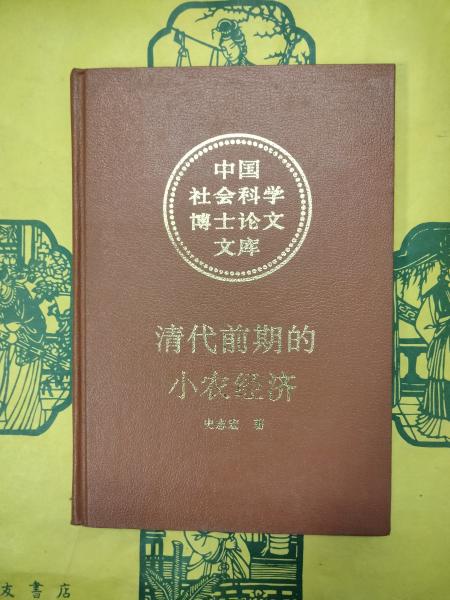 中国
社会科学
博士论文
文库
清代前期的
小农经济
史志宏 著
友書店